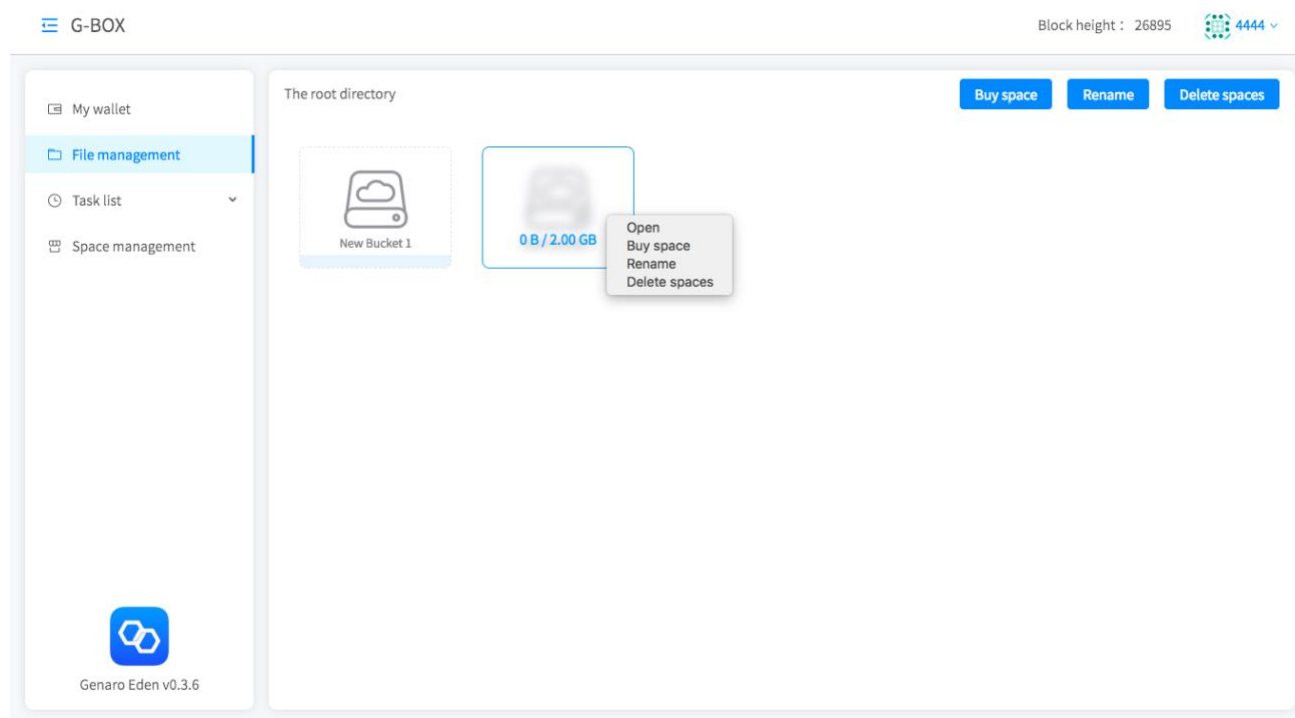 G-BOX
Block height： 26895
4444
My wallet
File management
Task list
Space management
Genaro Eden v0.3.6
The root directory
Buy space
Rename
Delete spaces
New Bucket 1
0 B / 2.00 GB
Open
Buy space
Rename
Delete spaces